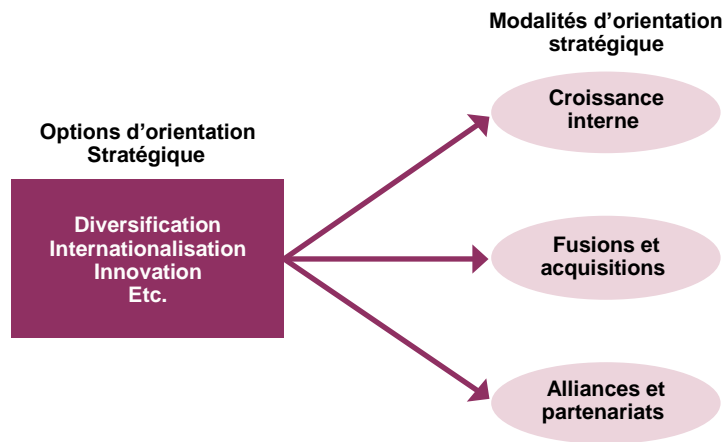 Modalités d'orientation
stratégique
Croissance
interne
Options d'orientation
Stratégique
Diversification
Internationalisation
Innovation
Etc.
Fusions et
acquisitions
Alliances et
partenariats